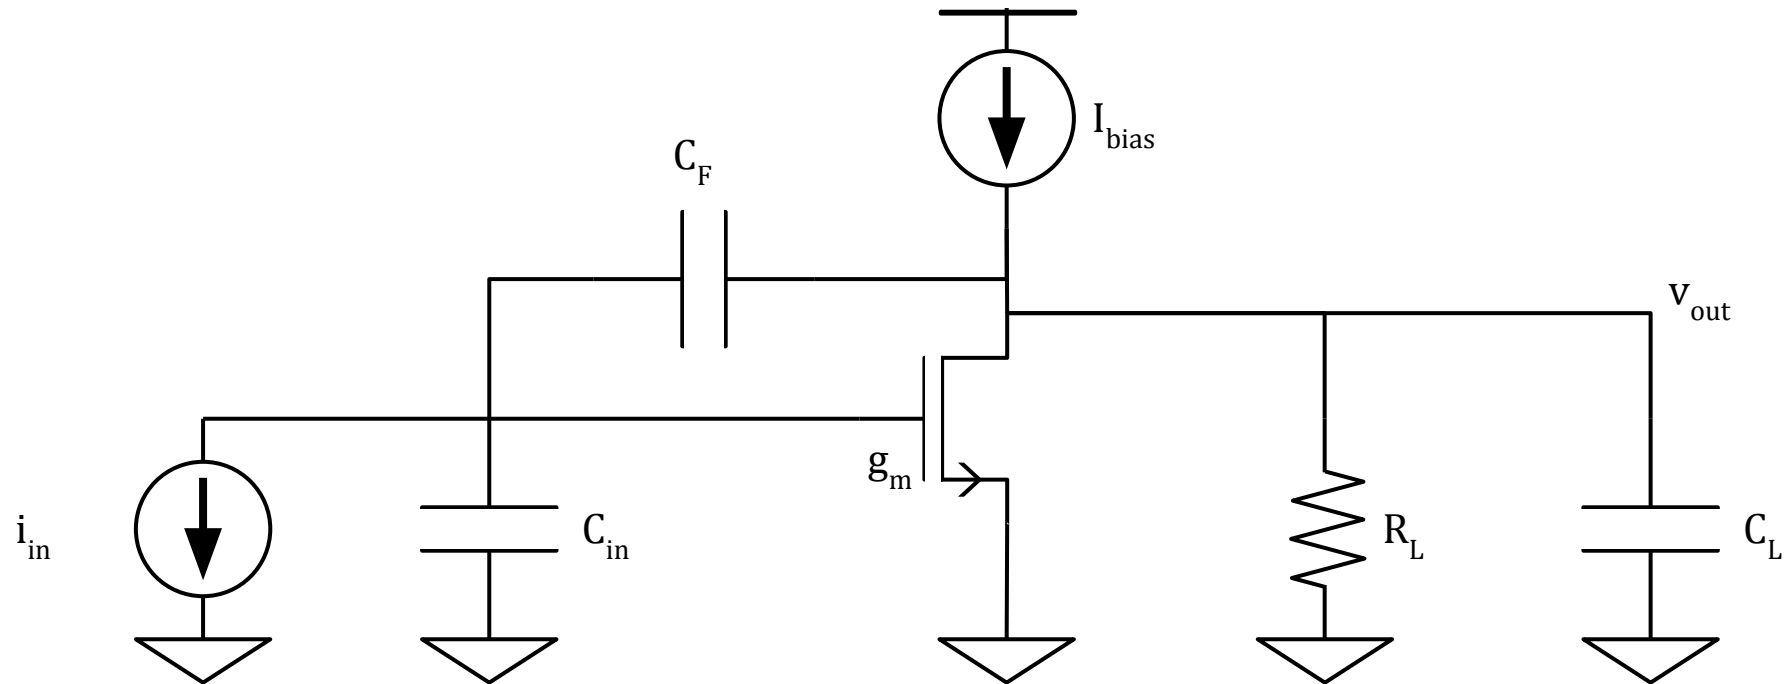 I_bias
C_F
v_out
g_m
i_in
C_in
R_L
C_L